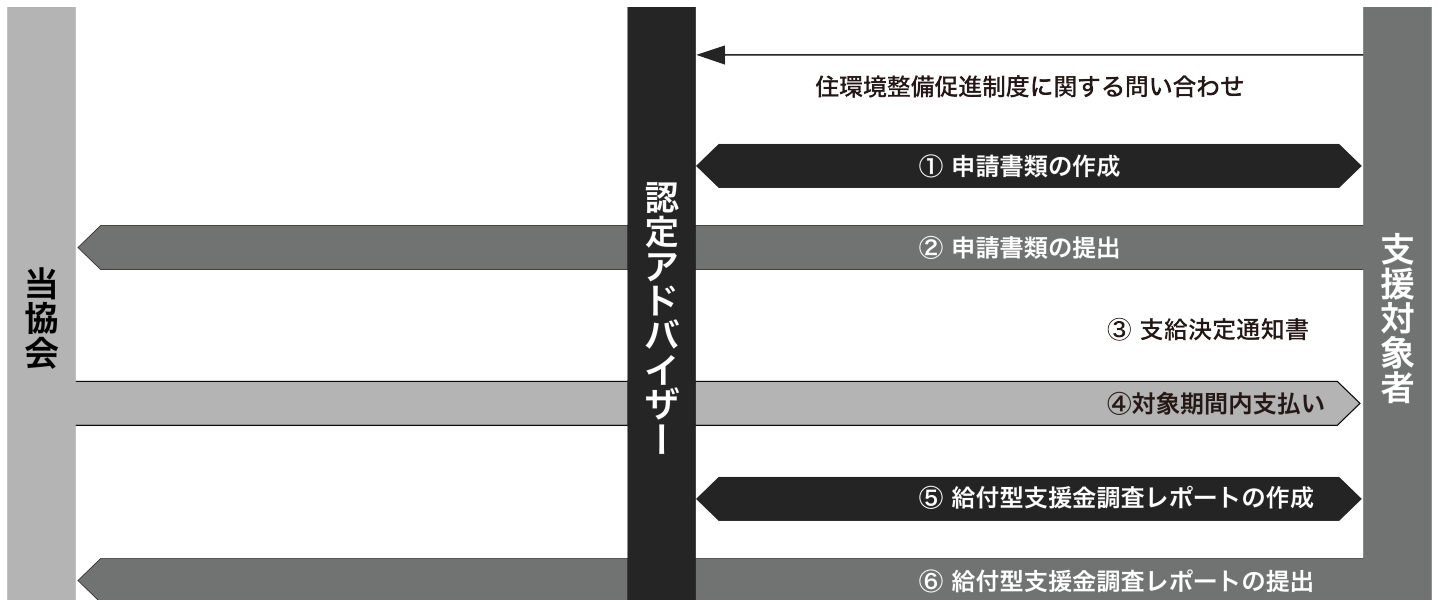 当協会
認定アドバイザー
支援対象者
住環境整備促進制度に関する問い合わせ
① 申請書類の作成
② 申請書類の提出
③ 支給決定通知書
④対象期間内支払い
⑤ 給付型支援金調査レポートの作成
⑥ 給付型支援金調査レポートの提出